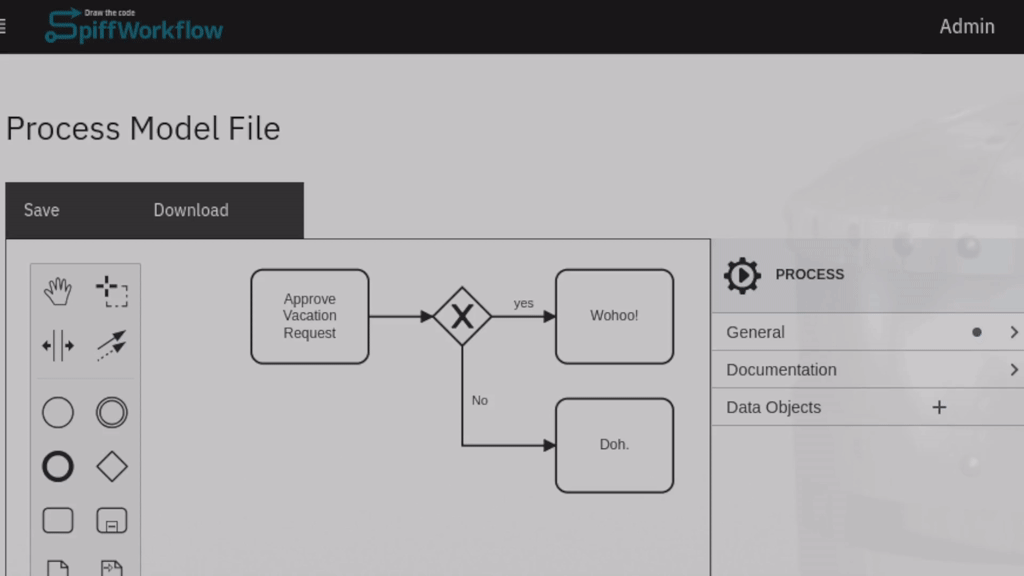 Draw the code
SpiffWorkflow
Admin
Process Model File
Save
Download
Approve
Vacation
Request
X
yes
Wohoo!
No
Doh.
PROCESS
General
Documentation
Data Objects